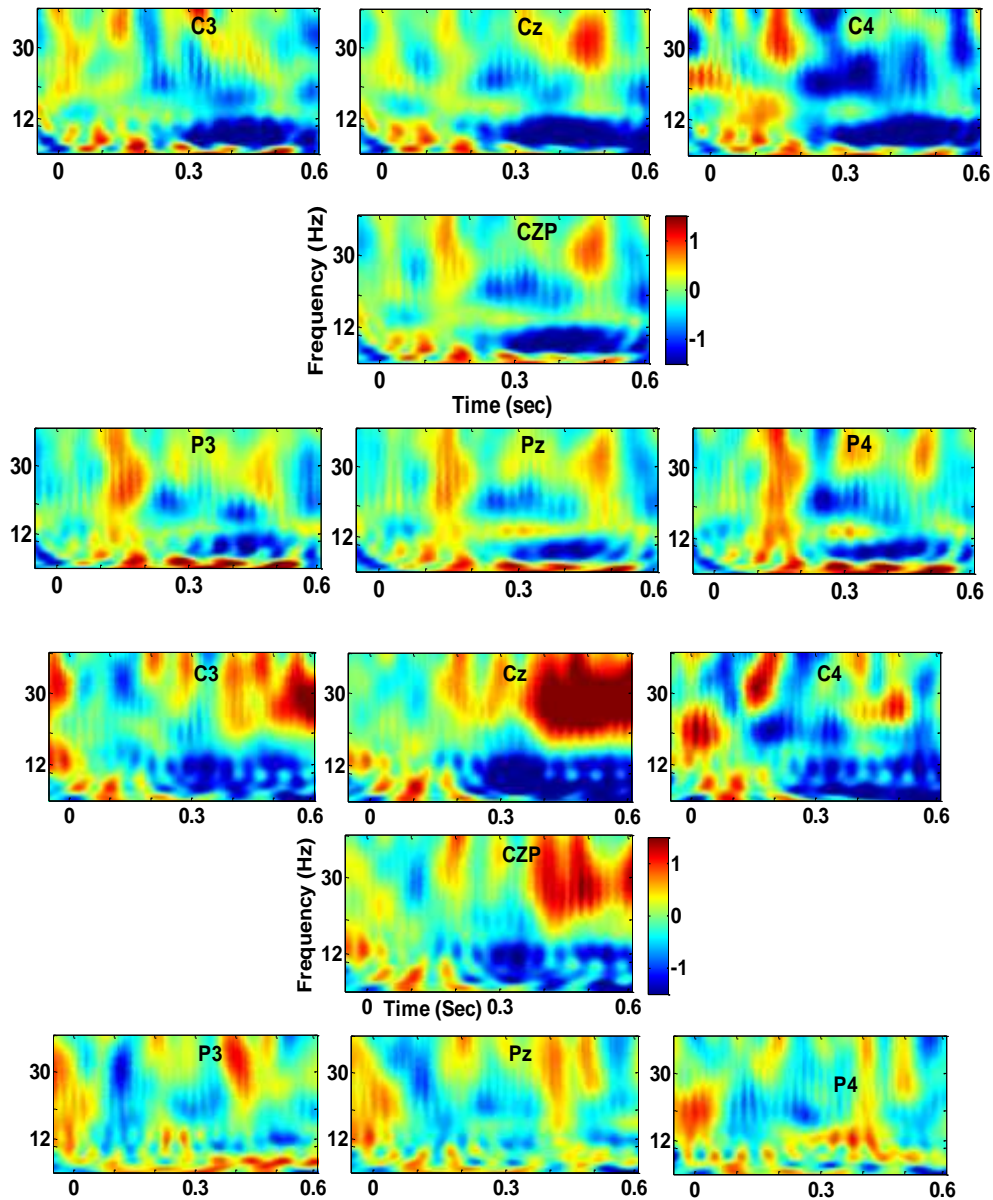 C3 Cz C4
30 30 30
12 12 12
0 0.3 0.6 0 0.3 0.6 0 0.3 0.6
Frequency (Hz)
CZP
30
12
1
0
-1
0 0.3 0.6
Time (sec)
P3 Pz P4
30 30 30
12 12 12
0 0.3 0.6 0 0.3 0.6 0 0.3 0.6
C3 Cz C4
30 30 30
12 12 12
0 0.3 0.6 0 0.3 0.6 0 0.3 0.6
Frequency (Hz)
CZP
30
12
1
0
-1
0 Time (Sec) 0.3 0.6
P3 Pz P4
30 30 30
12 12 12
0 0.3 0.6 0 0.3 0.6 0 0.3 0.6